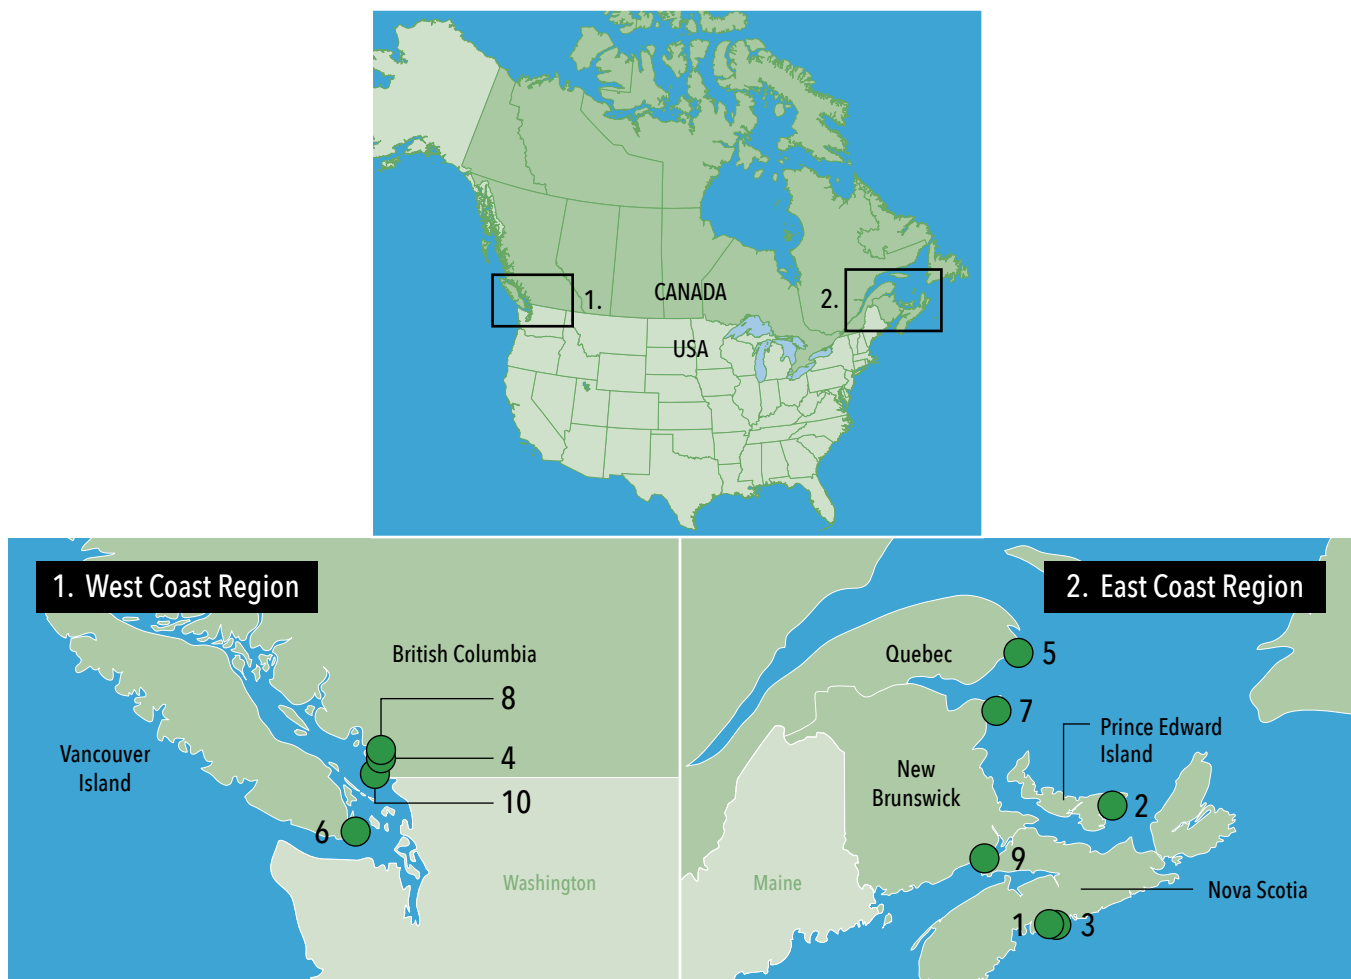 CANADA
USA
1.
2.
1. West Coast Region
British Columbia
8
4
10
Vancouver
Island
6
Washington
2. East Coast Region
Quebec
5
7
Prince Edward
Island
New
Brunswick
2
9
Maine
Nova Scotia
1
3